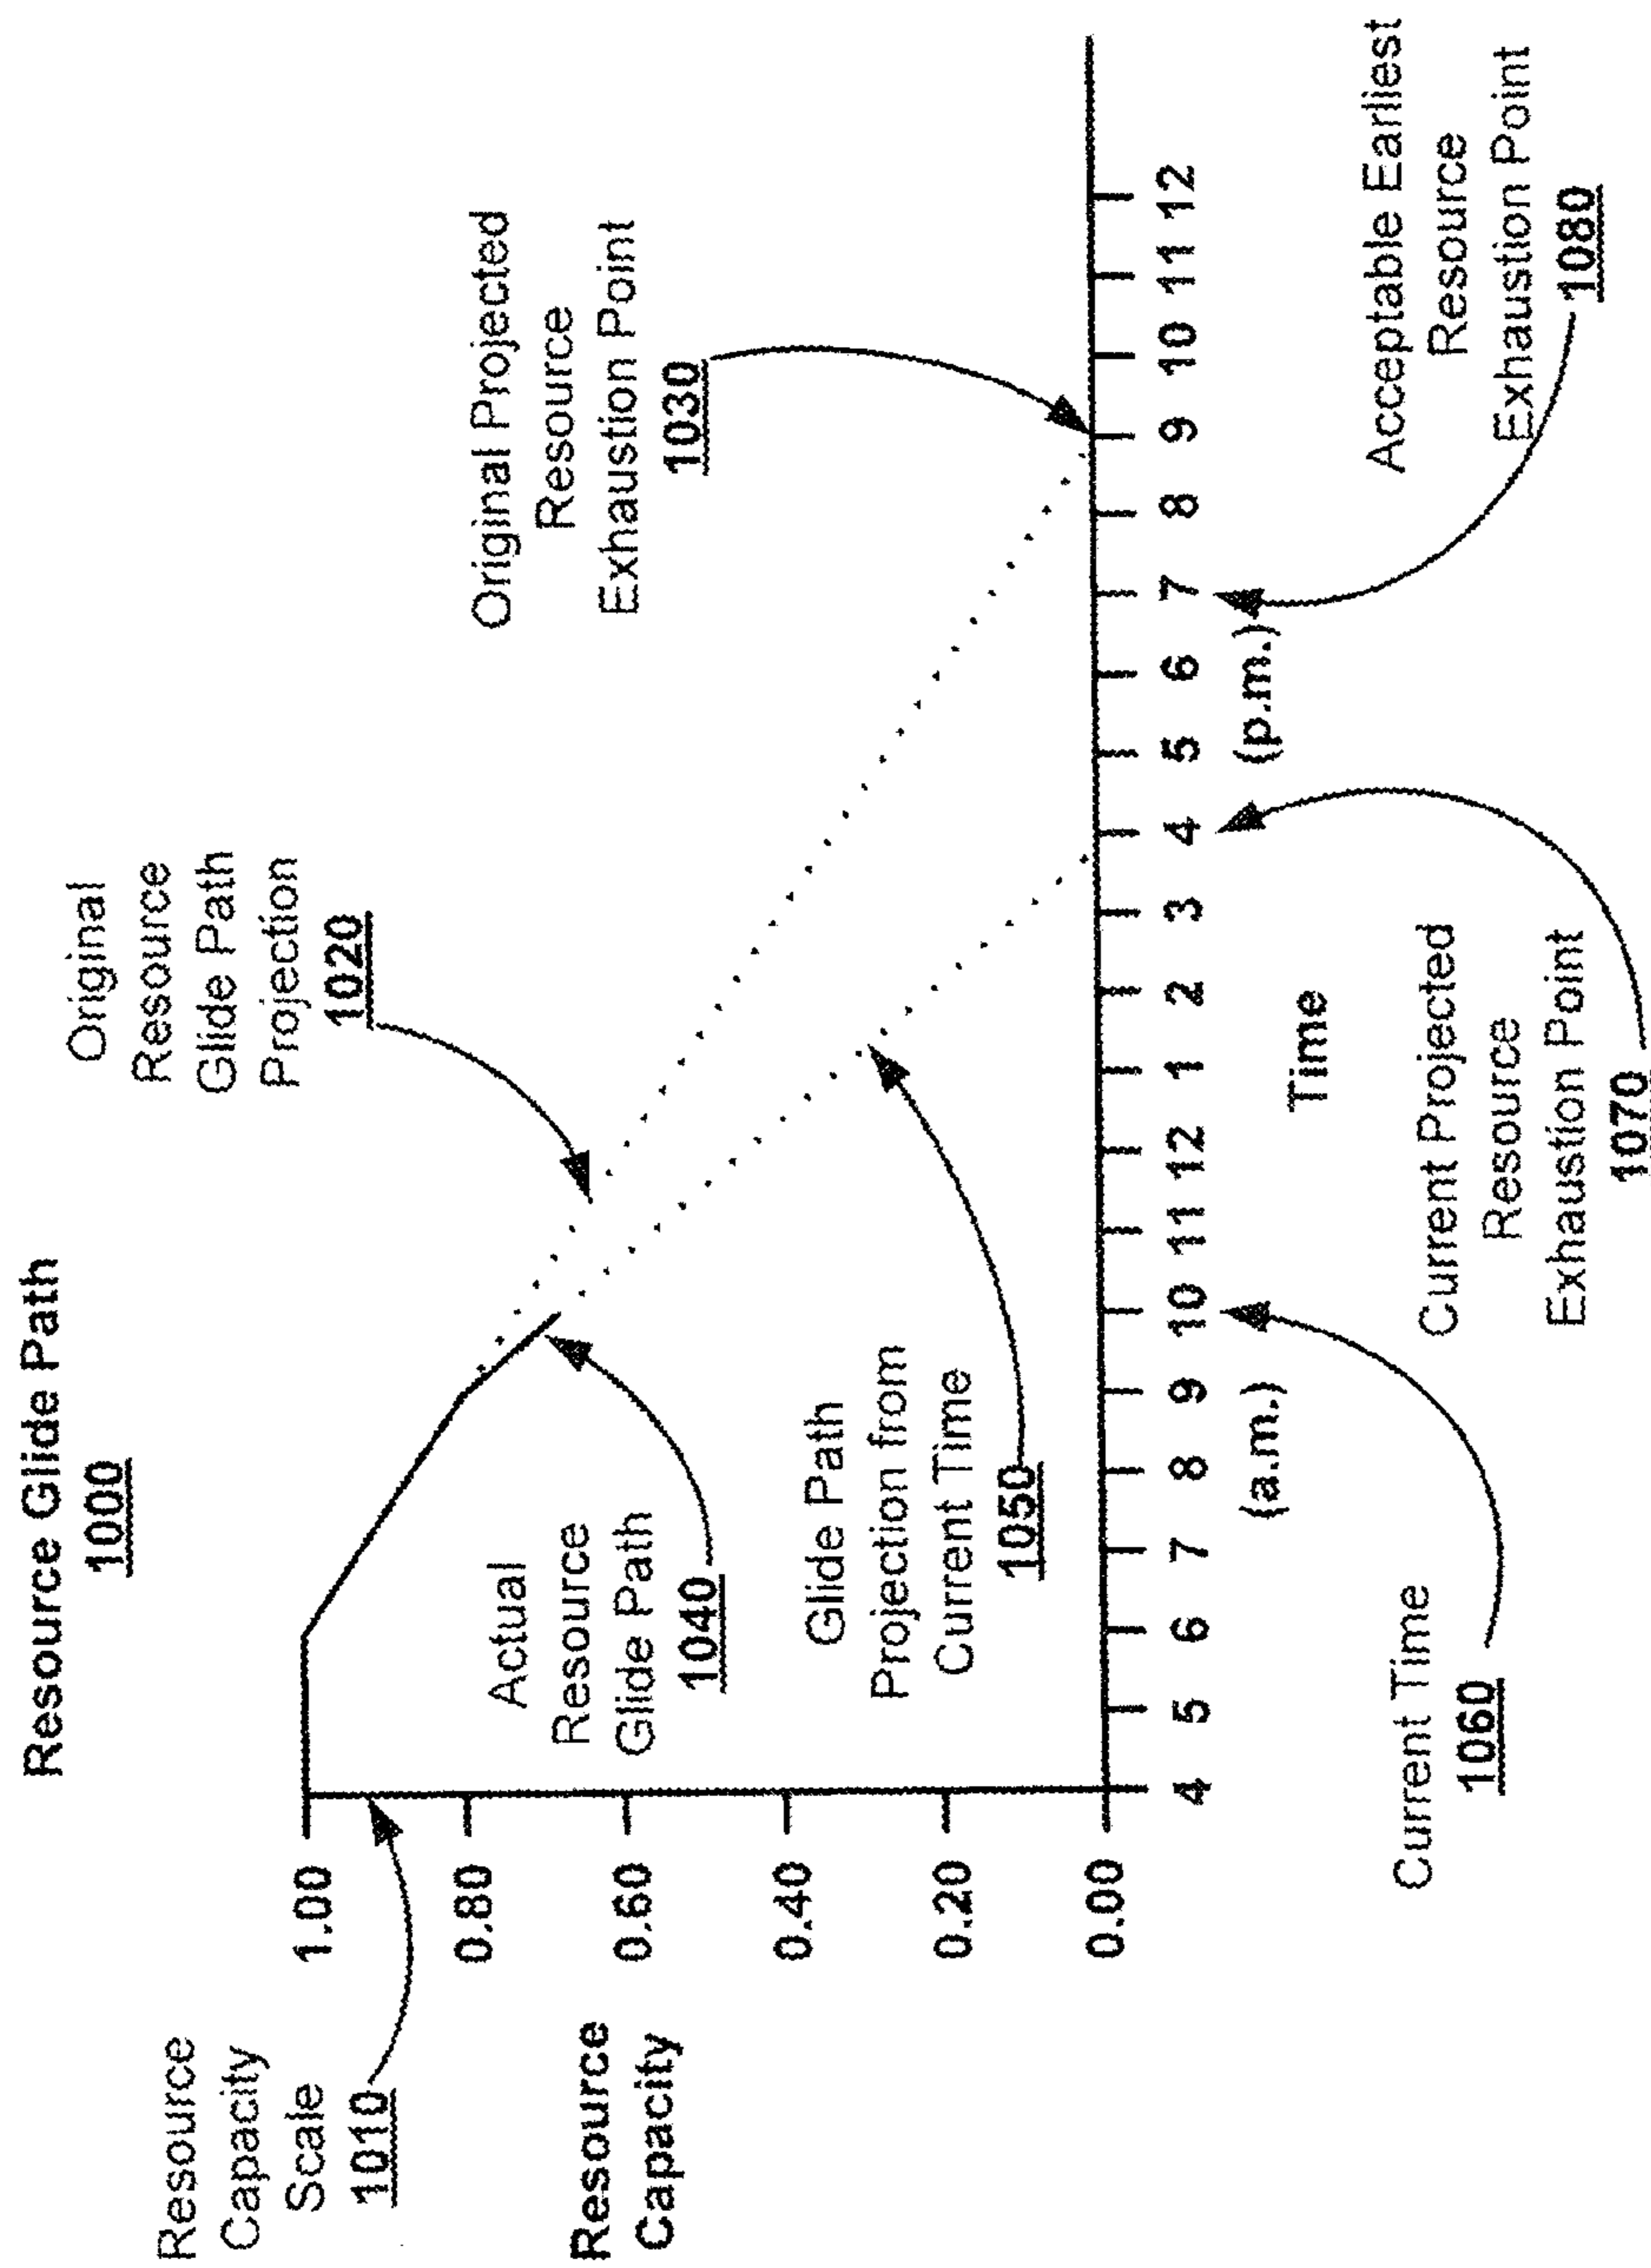 Resource Glide Path
1000
Resource
Capacity
Scale
1010
Original
Resource
Glide Path
Projection
1020
Original Projected
Resource
Exhaustion Point
1030
Resource
Capacity
1.00
0.80
0.60
0.40
0.20
0.00
Actual
Resource
Glide Path
1040
Glide Path
Projection from
Current Time
1050
4 5 6 7 8 9 10 11 12 1 2 3 4 5 6 7 8 9 10 11 12
(a.m.) (p.m.)
Time
Current Time
1060
Current Projected
Resource
Exhaustion Point
1070
Acceptable Earliest
Resource
Exhaustion Point
1080